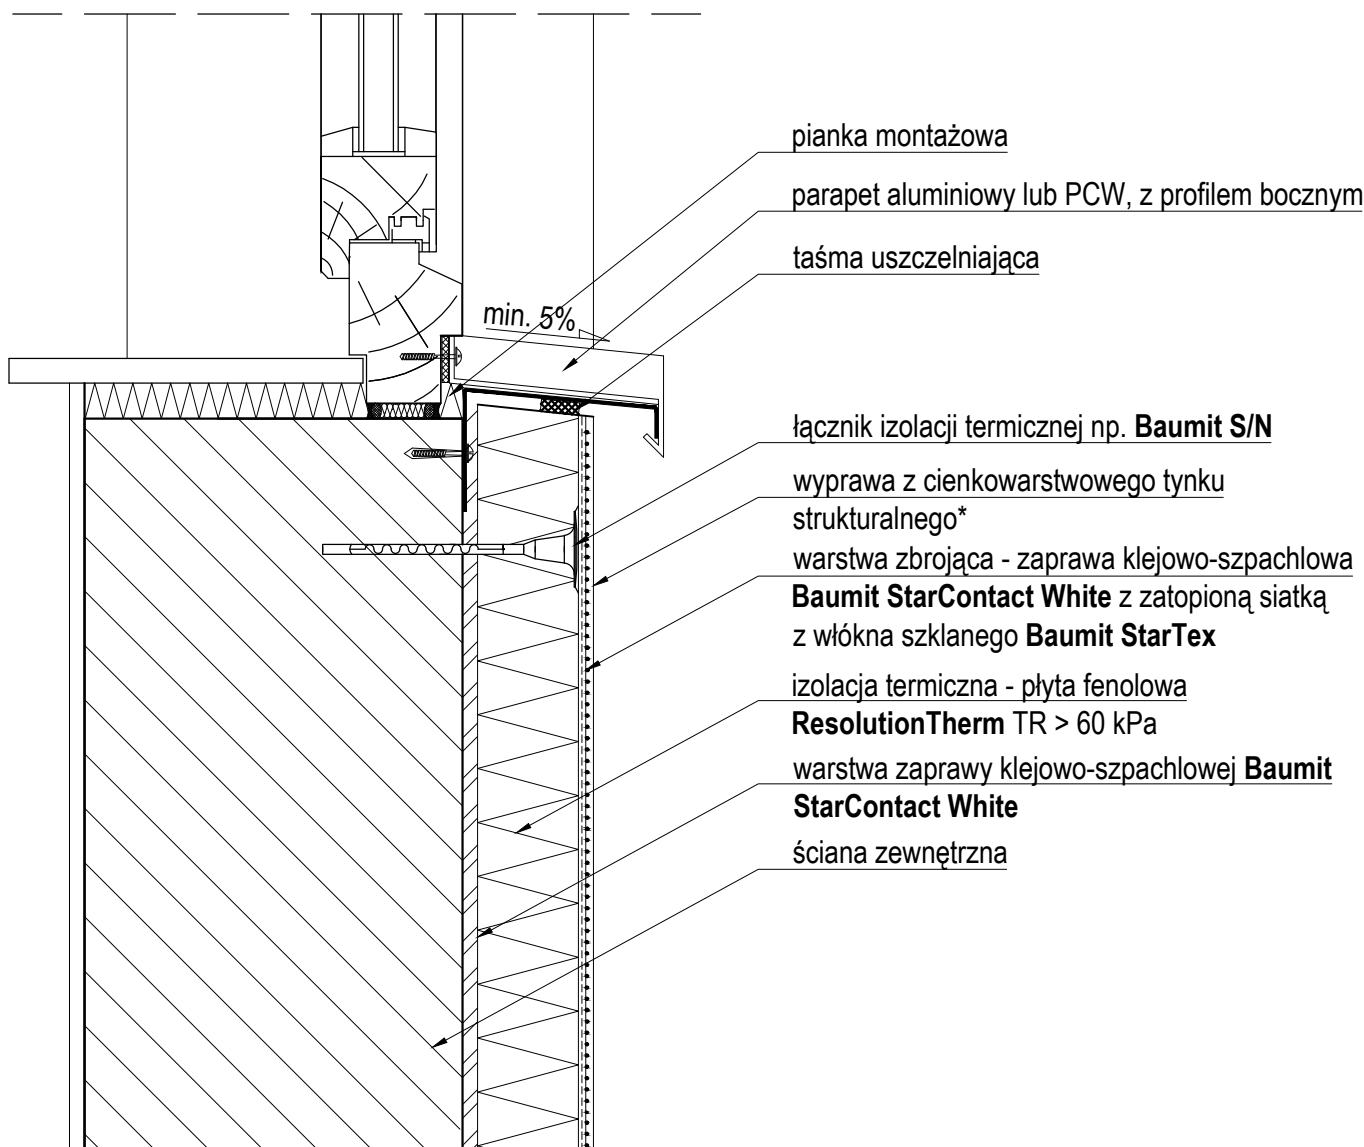 pianka montażowa
parapet aluminiowy lub PCW, z profilem bocznym
taśma uszczelniająca
min. 5%
łącznik izolacji termicznej np. Baumit S/N
wyprawa z cienkowarstwowego tynku
strukturalnego*
warstwa zbrojąca - zaprawa klejowo-szpachlowa
Baumit StarContact White z zatopioną siatką
z włókna szklanego Baumit StarTex
izolacja termiczna - płyta fenolowa
ResolutionTherm TR > 60 kPa
warstwa zaprawy klejowo-szpachlowej Baumit
StarContact White
ściana zewnętrzna